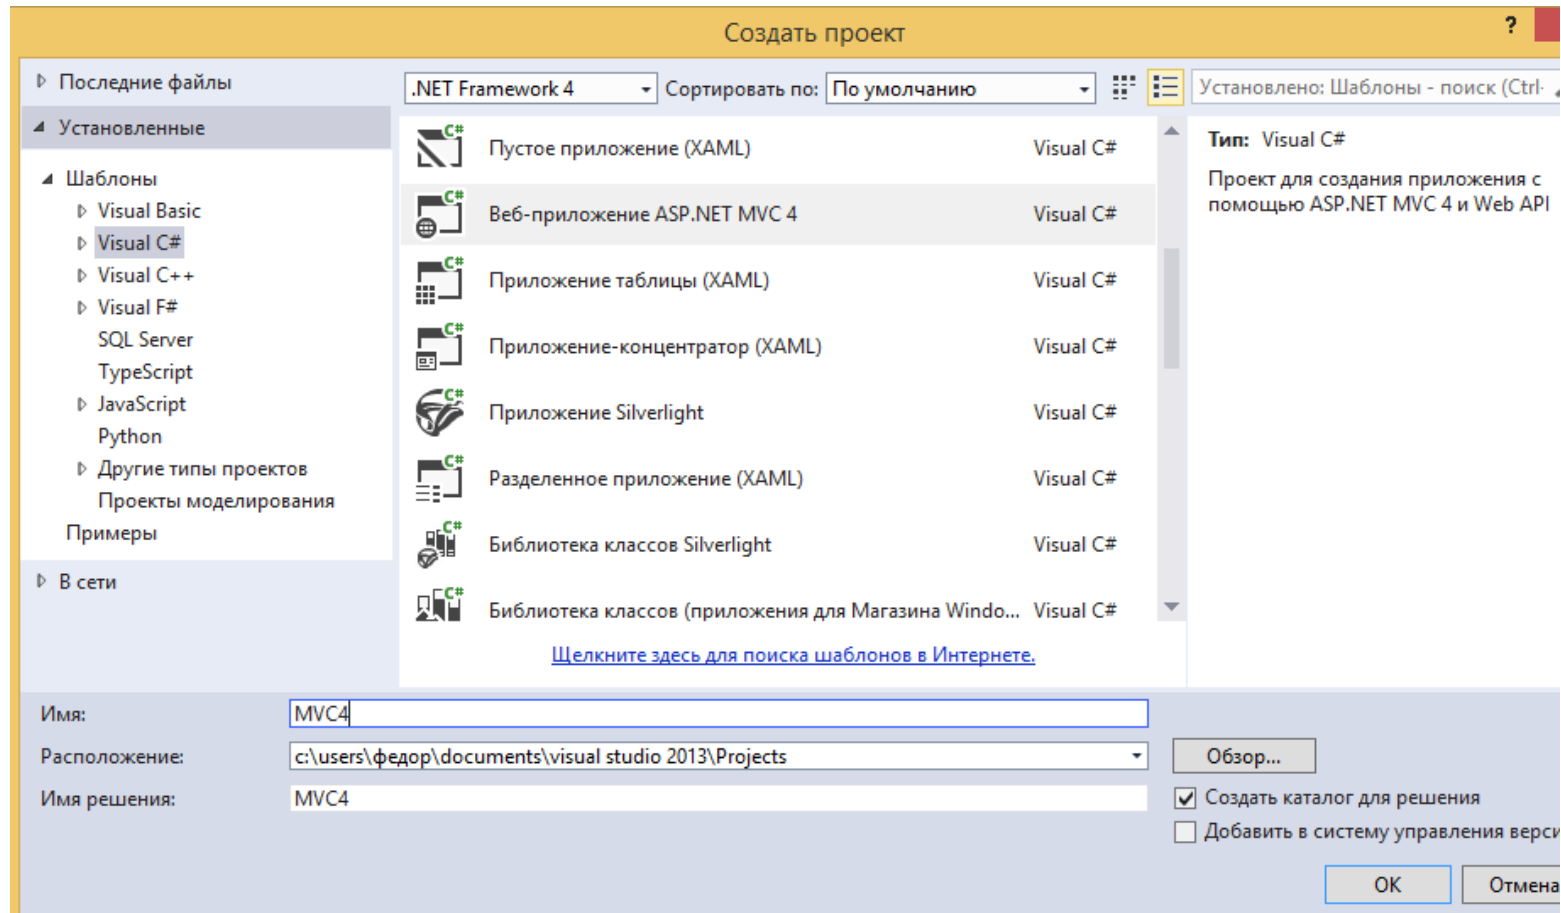 Создать проект
?
Последние файлы
Установленные
Шаблоны
Visual Basic
Visual C#
Visual C++
Visual F#
SQL Server
TypeScript
JavaScript
Python
Другие типы проектов
Проекты моделирования
Примеры
В сети
.NET Framework 4 Сортировать по: По умолчанию
Установлено: Шаблоны - поиск (Ctrl-
C# Пустое приложение (XAML) Visual C#
C# Веб-приложение ASP.NET MVC 4 Visual C#
C# Приложение таблицы (XAML) Visual C#
C# Приложение-концентратор (XAML) Visual C#
C# Приложение Silverlight Visual C#
C# Разделенное приложение (XAML) Visual C#
C# Библиотека классов Silverlight Visual C#
C# Библиотека классов (приложения для Магазина Windo... Visual C#
Щелкните здесь для поиска шаблонов в Интернете.
Тип: Visual C#
Проект для создания приложения с
помощью ASP.NET MVC 4 и Web API
Имя: MVC4
Расположение: c:\users\федор\documents\visual studio 2013\Projects Обзор...
Имя решения: MVC4
Создать каталог для решения
Добавить в систему управления верси
OK Отмена